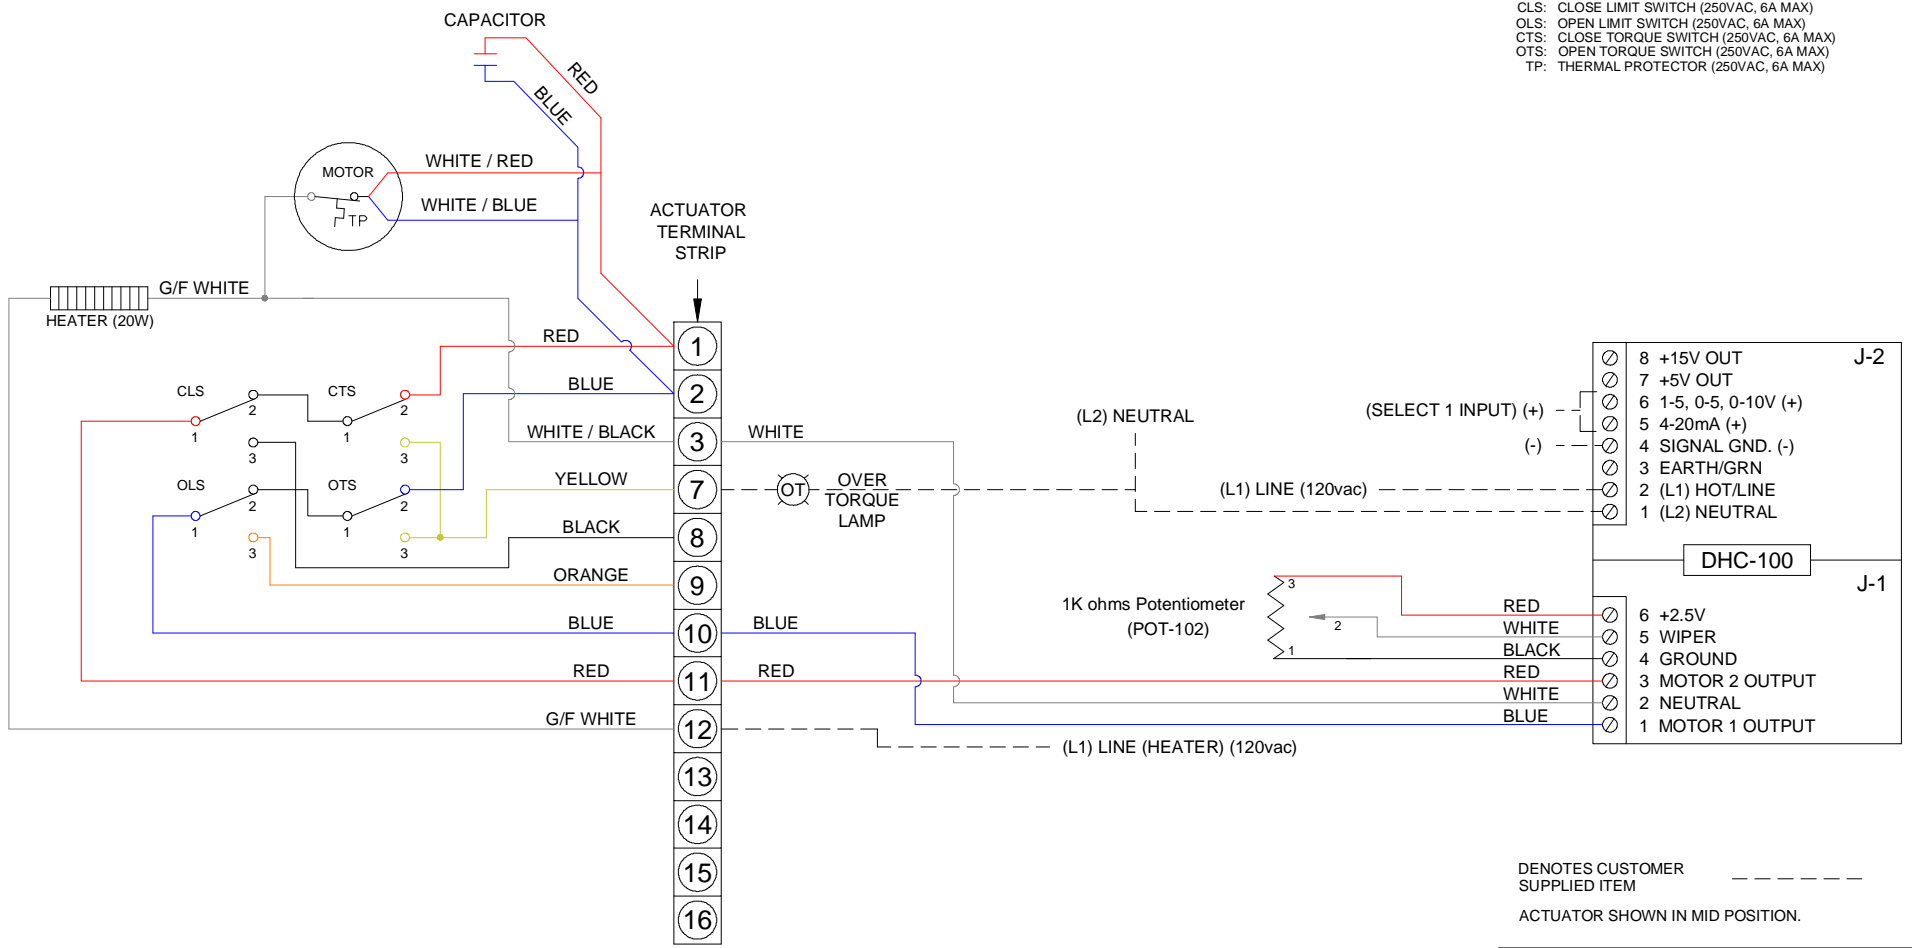 CAPACITOR
CLS: CLOSE LIMIT SWITCH (250VAC, 6A MAX)
OLS: OPEN LIMIT SWITCH (250VAC, 6A MAX)
CTS: CLOSE TORQUE SWITCH (250VAC, 6A MAX)
OTS: OPEN TORQUE SWITCH (250VAC, 6A MAX)
TP: THERMAL PROTECTOR (250VAC, 6A MAX)
RED
BLUE
MOTOR
TP
WHITE / RED
WHITE / BLUE
ACTUATOR
TERMINAL
STRIP
G/F WHITE
HEATER (20W)
RED
BLUE
WHITE / BLACK
YELLOW
BLACK
ORANGE
BLUE
RED
G/F WHITE
CLS
1
2
3
CTS
1
2
3
OLS
1
2
3
OTS
1
2
3
1
2
3
7
8
9
10
11
12
13
14
15
16
WHITE
OT
OVER
TORQUE
LAMP
BLUE
RED
(L2) NEUTRAL
(L1) LINE (120vac)
(SELECT 1 INPUT) (+)
(-)
J-2
8 +15V OUT
7 +5V OUT
6 1-5, 0-5, 0-10V (+)
5 4-20mA (+)
4 SIGNAL GND. (-)
3 EARTH/GRN
2 (L1) HOT/LINE
1 (L2) NEUTRAL
DHC-100
J-1
1K ohms Potentiometer
(POT-102)
3
2
1
RED
WHITE
BLACK
RED
WHITE
BLUE
6 +2.5V
5 WIPER
4 GROUND
3 MOTOR 2 OUTPUT
2 NEUTRAL
1 MOTOR 1 OUTPUT
(L1) LINE (HEATER) (120vac)
DENOTES CUSTOMER
SUPPLIED ITEM
ACTUATOR SHOWN IN MID POSITION.